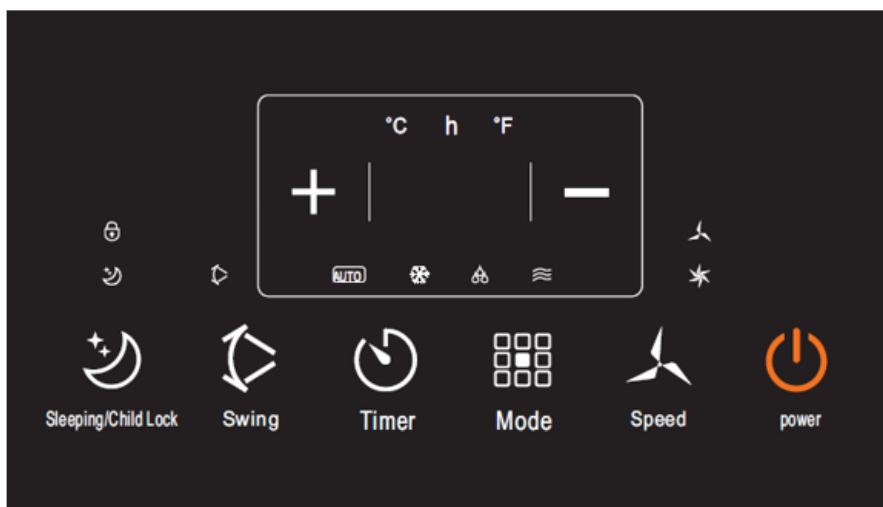 °C h °F
+ −
AUTO
Sleeping/Child Lock Swing Timer Mode Speed power